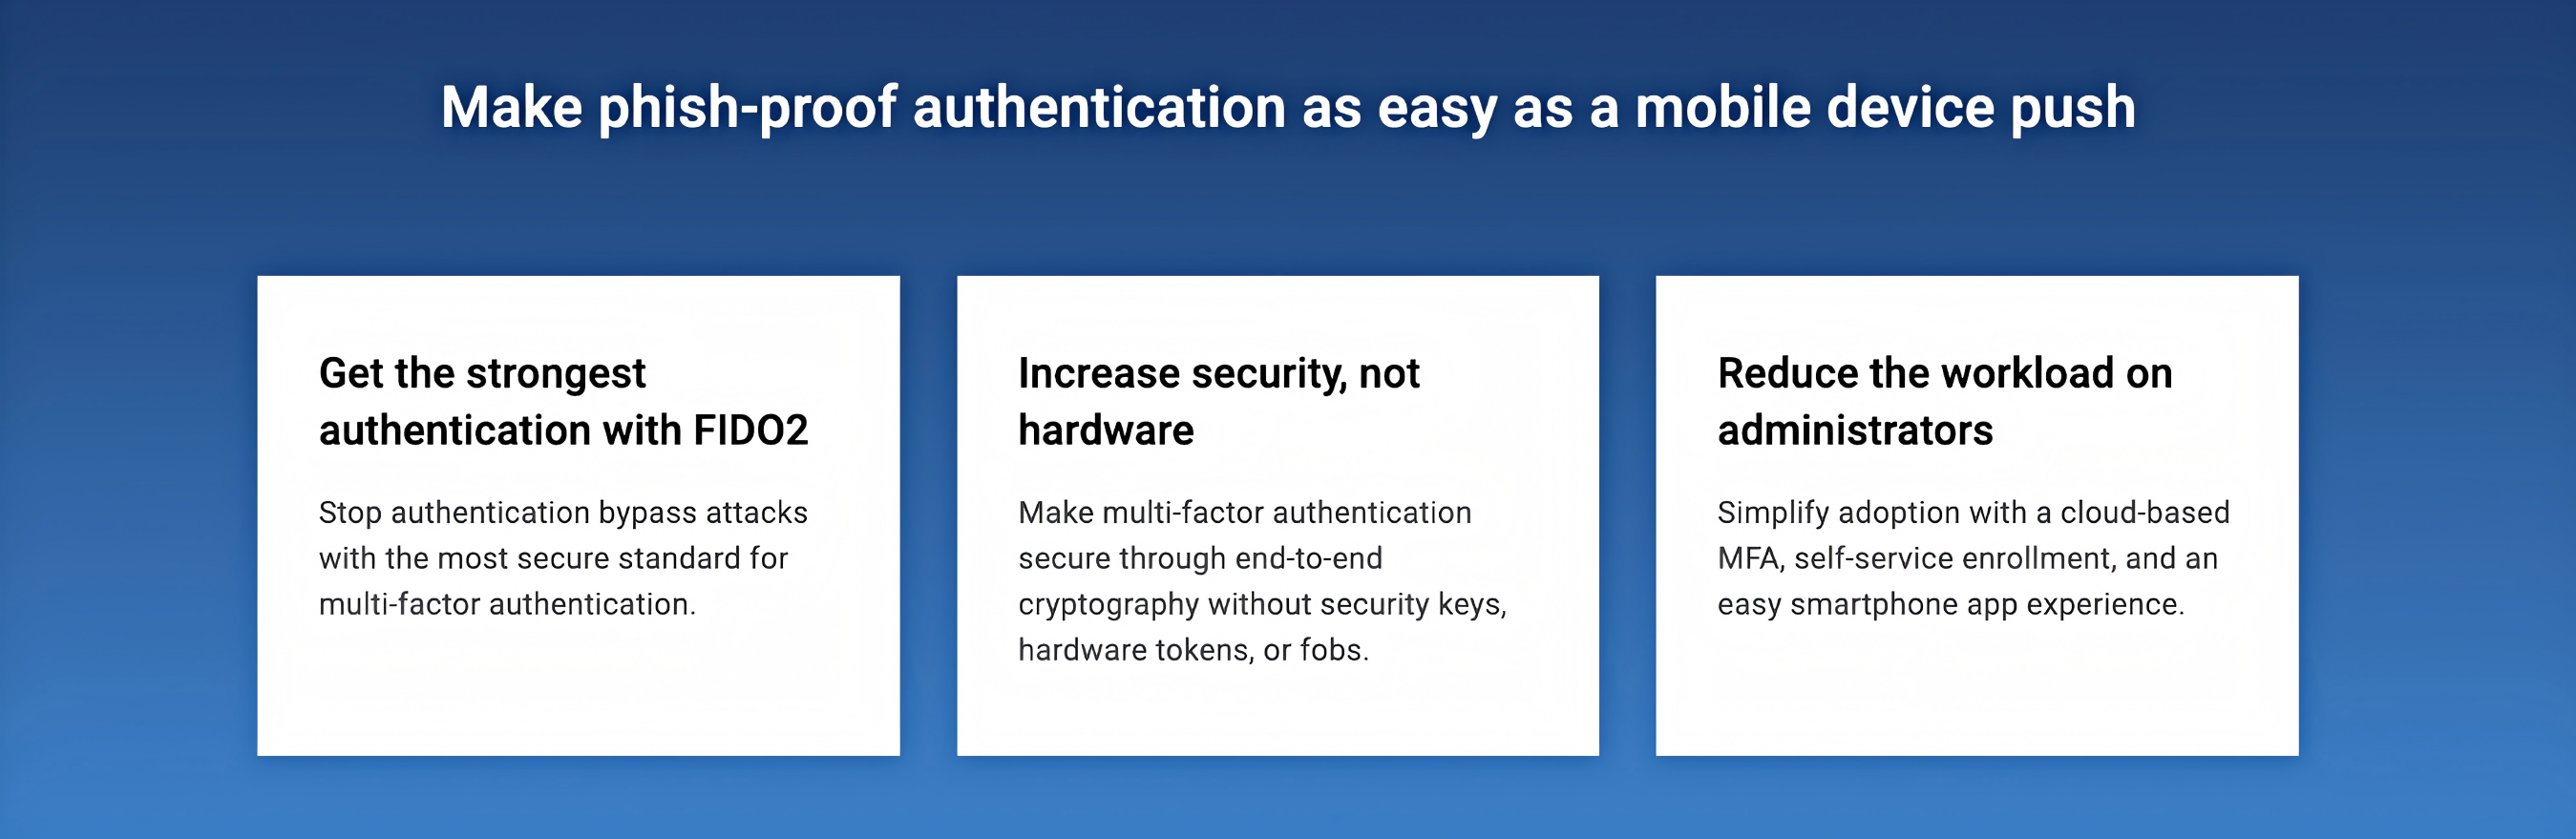 Make phish-proof authentication as easy as a mobile device push
Get the strongest
authentication with FIDO2
Stop authentication bypass attacks
with the most secure standard for
multi-factor authentication.
Increase security, not
hardware
Make multi-factor authentication
secure through end-to-end
cryptography without security keys,
hardware tokens, or fobs.
Reduce the workload on
administrators
Simplify adoption with a cloud-based
MFA, self-service enrollment, and an
easy smartphone app experience.